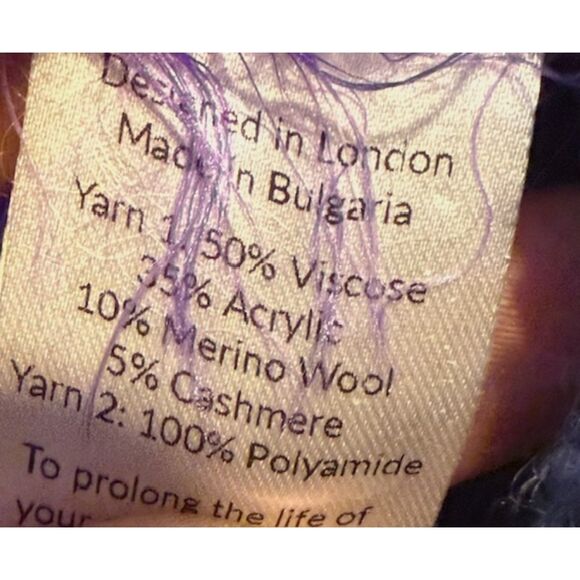 Designed in London
Made in Bulgaria
Yarn 1: 50% Viscose
35% Acrylic
10% Merino Wool
5% Cashmere
Yarn 2: 100% Polyamide
To prolong the life of
your